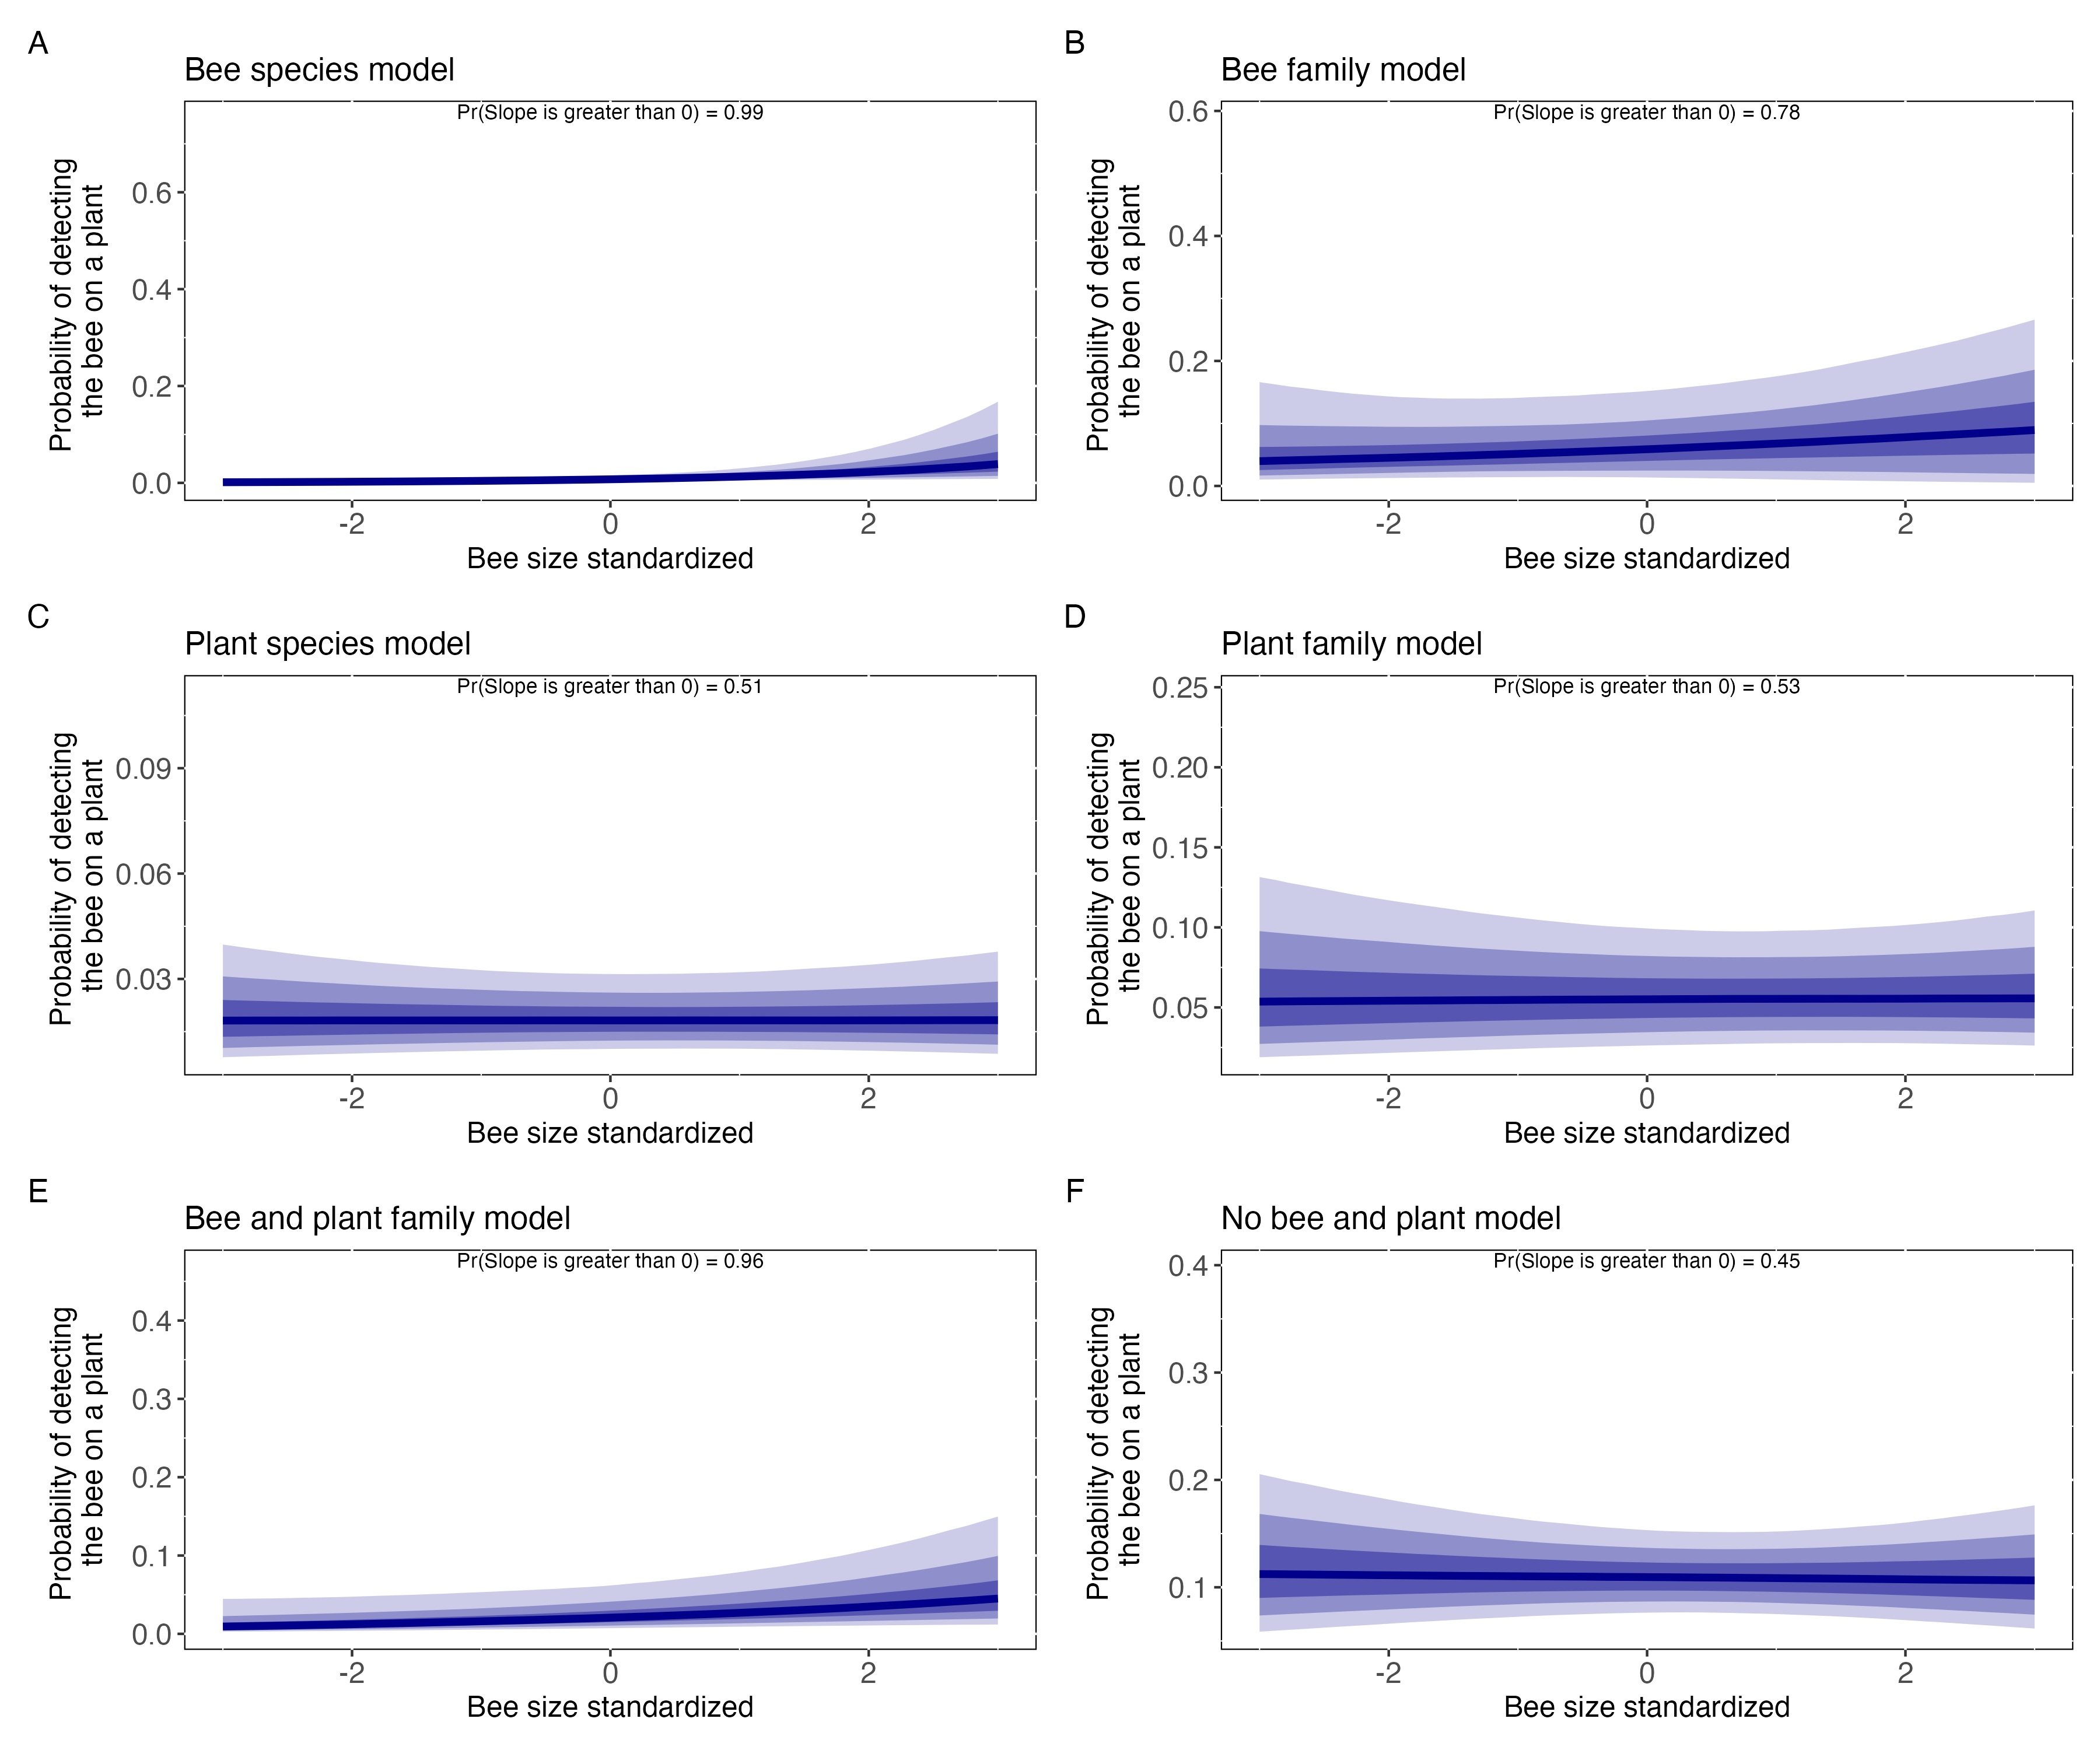 A
Bee species model
Pr(Slope is greater than 0) = 0.99
Probability of detecting
the bee on a plant
0.6
0.4
0.2
0.0
-2
0
2
Bee size standardized
B
Bee family model
Pr(Slope is greater than 0) = 0.78
Probability of detecting
the bee on a plant
0.6
0.4
0.2
0.0
-2
0
2
Bee size standardized
C
Plant species model
Pr(Slope is greater than 0) = 0.51
Probability of detecting
the bee on a plant
0.09
0.06
0.03
-2
0
2
Bee size standardized
D
Plant family model
Pr(Slope is greater than 0) = 0.53
Probability of detecting
the bee on a plant
0.25
0.20
0.15
0.10
0.05
-2
0
2
Bee size standardized
E
Bee and plant family model
Pr(Slope is greater than 0) = 0.96
Probability of detecting
the bee on a plant
0.4
0.3
0.2
0.1
0.0
-2
0
2
Bee size standardized
F
No bee and plant model
Pr(Slope is greater than 0) = 0.45
Probability of detecting
the bee on a plant
0.4
0.3
0.2
0.1
-2
0
2
Bee size standardized